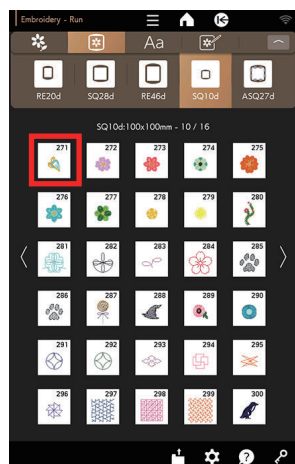 Embroidery - Run
Aa
RE20d SQ28d RE46d SQ10d ASQ27d
SQ10d:100x100mm - 10 / 16
271 272 273 274 275
276 277 278 279 280
281 282 283 284 285
286 287 288 289 290
291 292 293 294 295
296 297 298 299 300
?